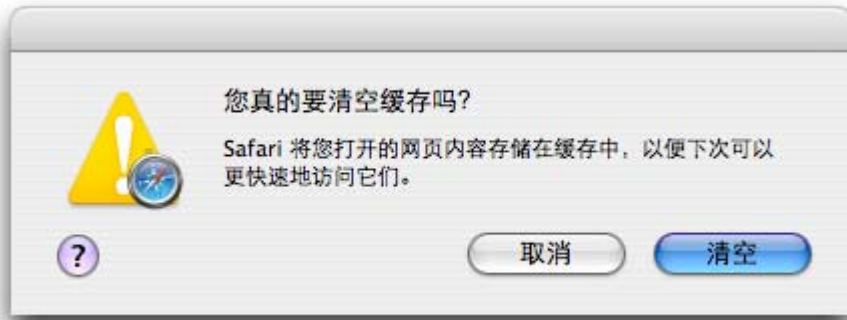 您真的要清空缓存吗?
Safari 将您打开的网页内容存储在缓存中，以便下次可以
更快速地访问它们。
?
取消
清空